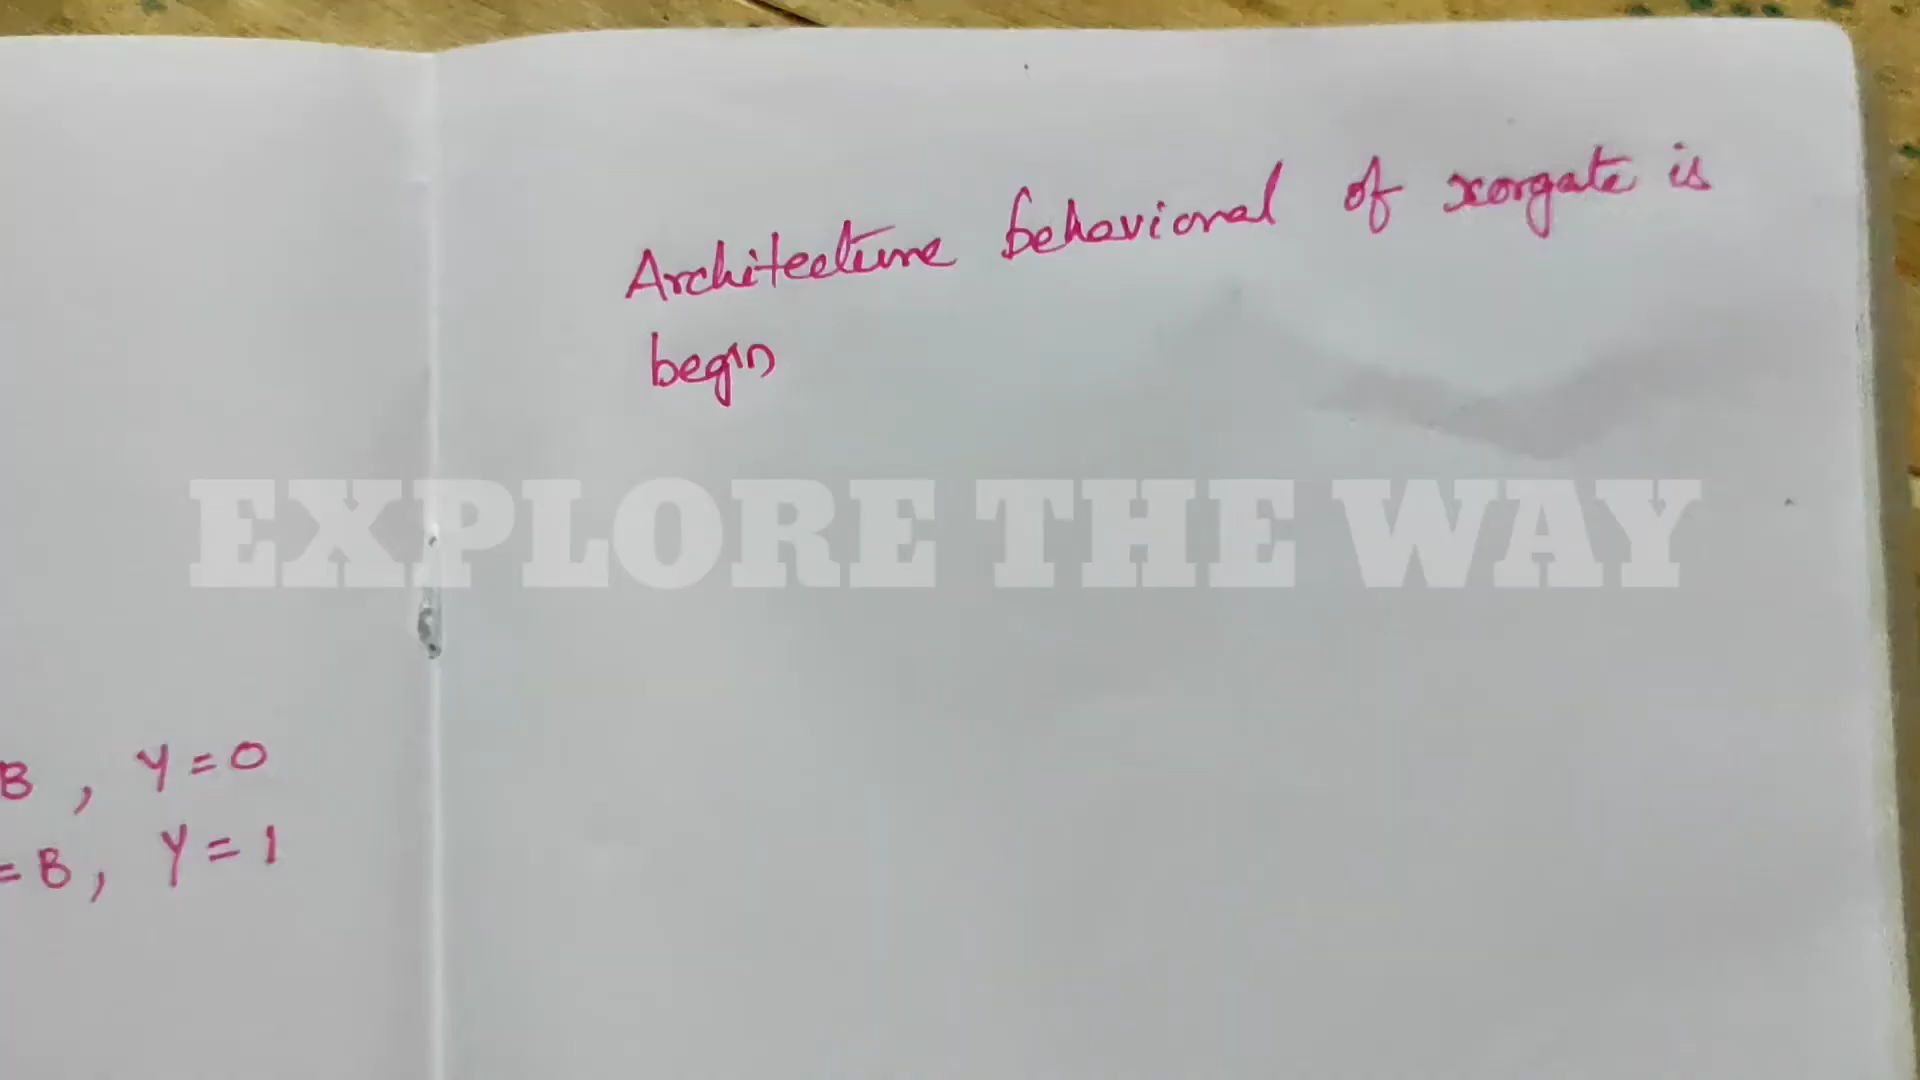 B, Y=0
=B, Y=1
Architecture behavioral of xorgate is
begin
EXPLORE THE WAY